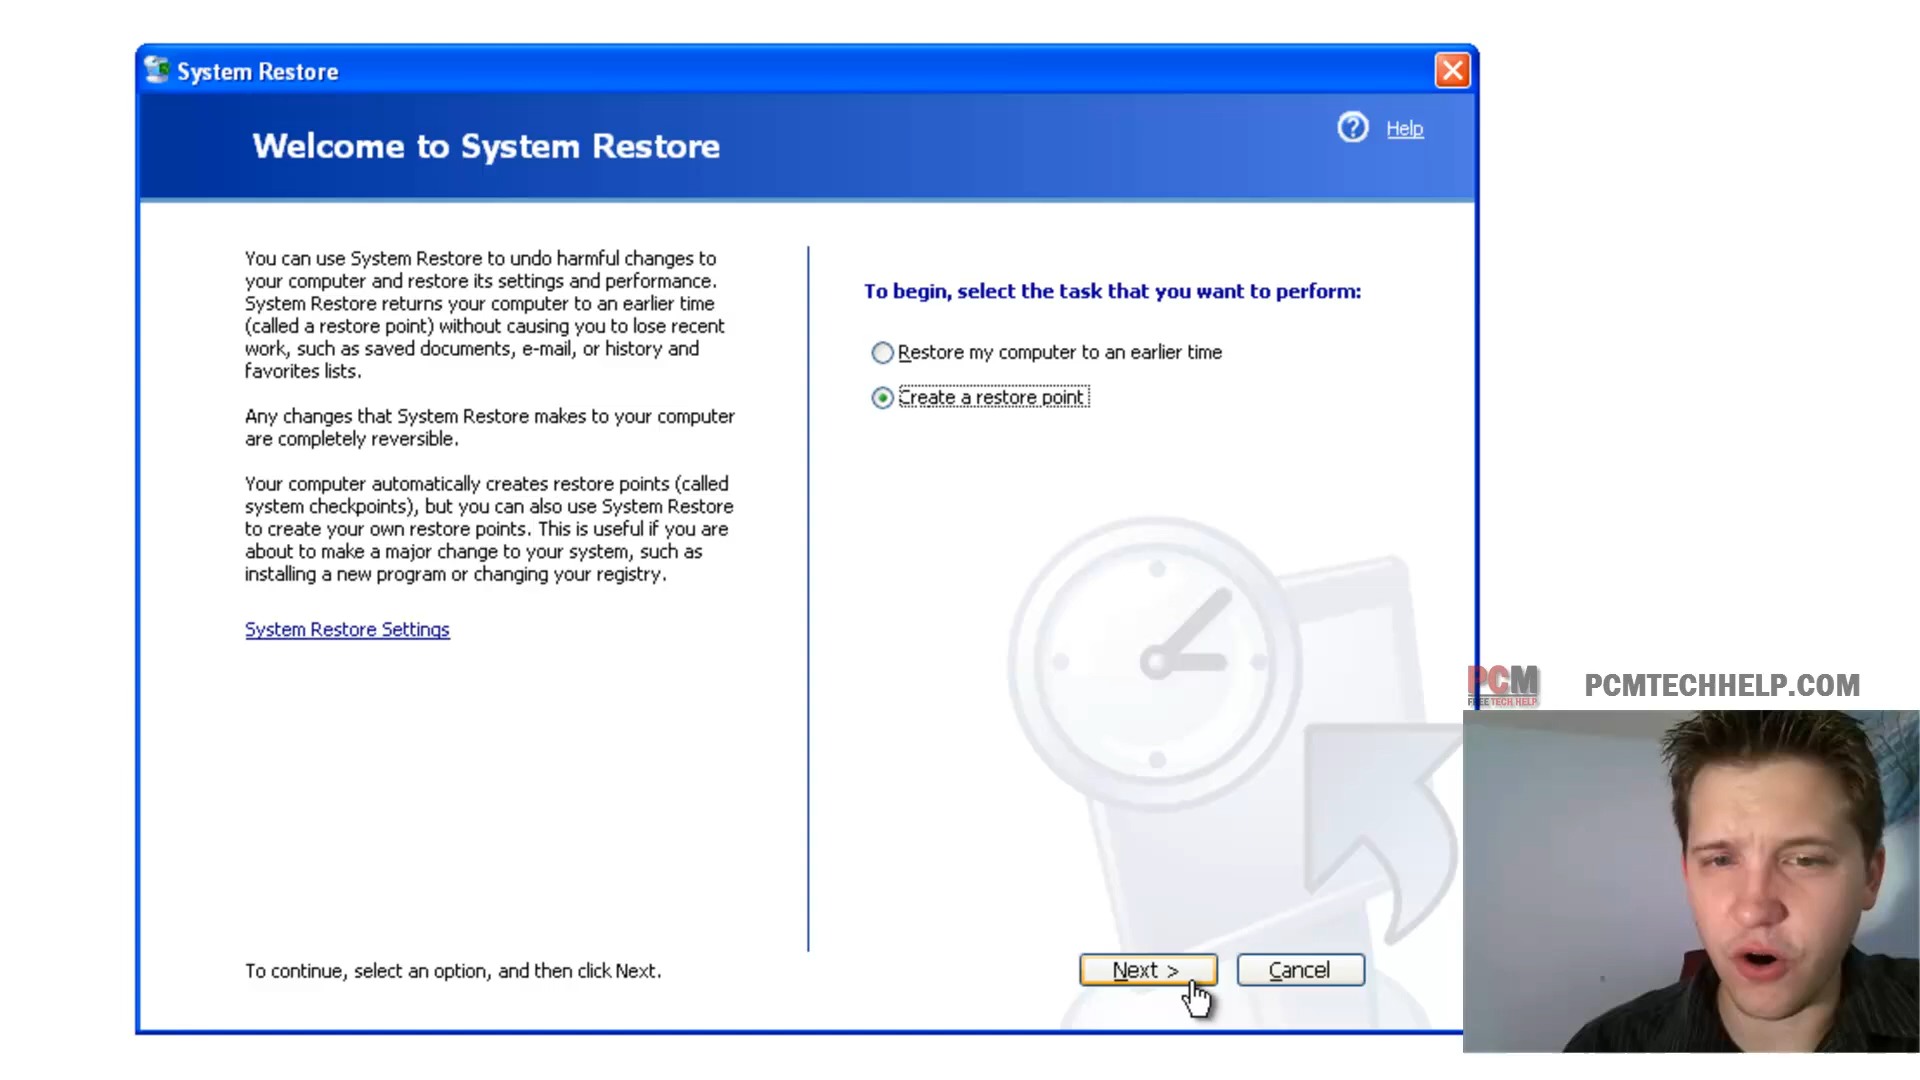 System Restore
Welcome to System Restore
Help
You can use System Restore to undo harmful changes to
your computer and restore its settings and performance.
System Restore returns your computer to an earlier time
(called a restore point) without causing you to lose recent
work, such as saved documents, e-mail, or history and
favorites lists.
Any changes that System Restore makes to your computer
are completely reversible.
Your computer automatically creates restore points (called
system checkpoints), but you can also use System Restore
to create your own restore points. This is useful if you are
about to make a major change to your system, such as
installing a new program or changing your registry.
System Restore Settings
To continue, select an option, and then click Next.
To begin, select the task that you want to perform:
Restore my computer to an earlier time
Create a restore point
Next >
Cancel
PCM
FREE TECH HELP
PCMTECHHELP.COM